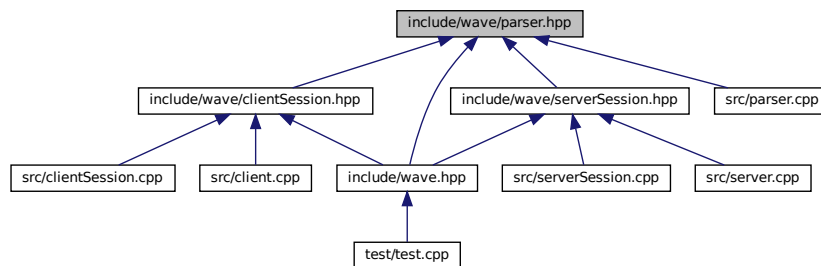 include/wave/parser.hpp
include/wave/clientSession.hpp
include/wave/serverSession.hpp
src/parser.cpp
src/clientSession.cpp
src/client.cpp
include/wave.hpp
src/serverSession.cpp
src/server.cpp
test/test.cpp